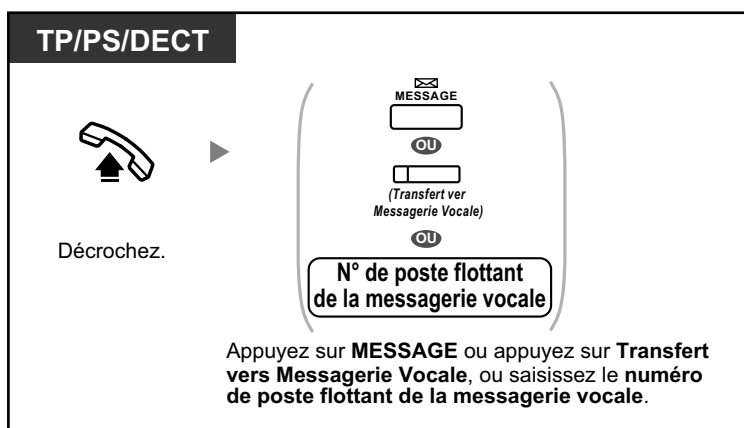 TP/PS/DECT
MESSAGE
OU
(Transfert ver
Messagerie Vocale)
OU
Décrochez.
N° de poste flottant
de la messagerie vocale
Appuyez sur MESSAGE ou appuyez sur Transfert
vers Messagerie Vocale, ou saisissez le numéro
de poste flottant de la messagerie vocale.